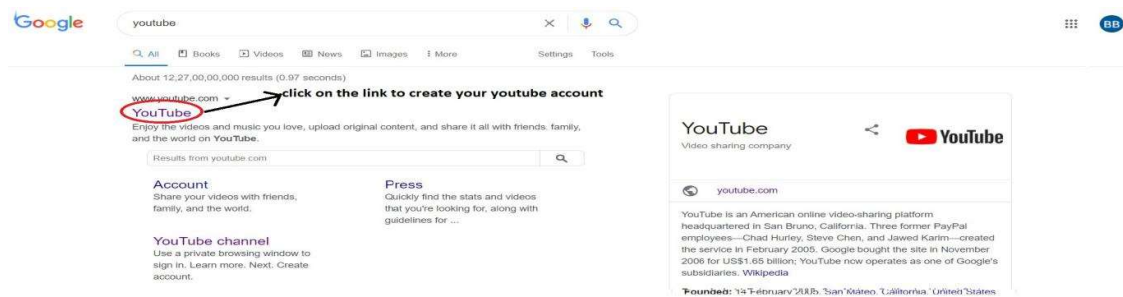 Google
youtube
BB
All Books Videos News Images More Settings Tools
About 12,27,00,00,000 results (0.97 seconds)
www.youtube.com
click on the link to create your youtube account
YouTube
Enjoy the videos and music you love, upload original content, and share it all with friends, family,
and the world on YouTube.
Results from youtube.com
Account
Share your videos with friends,
family, and the world.
Press
Quickly find the stats and videos
that you're looking for, along with
guidelines for ...
YouTube channel
Use a private browsing window to
sign in. Learn more. Next. Create
account.
YouTube
Video sharing company
YouTube
youtube.com
YouTube is an American online video-sharing platform
headquartered in San Bruno, California. Three former PayPal
employees—Chad Hurley, Steve Chen, and Jawed Karim—created
the service in February 2005. Google bought the site in November
2006 for US$1.65 billion; YouTube now operates as one of Google's
subsidiaries. Wikipedia
Founded: 14 February 2005, San Mateo, California, United States